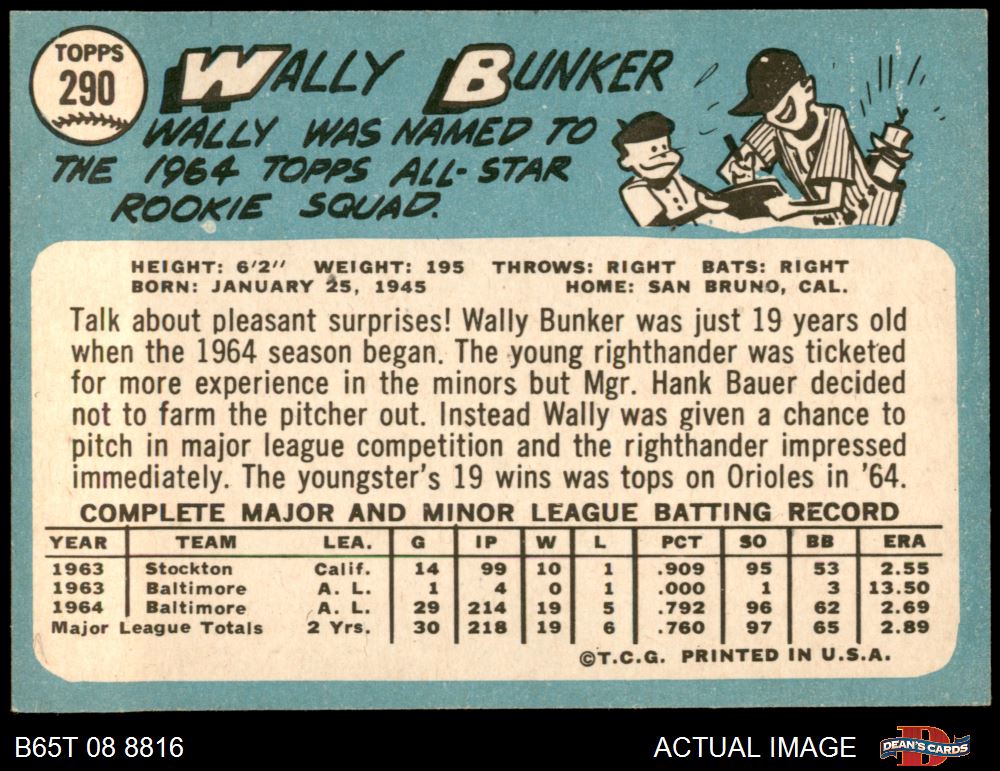 TOPPS
290
WALLY BUNKER
WALLY WAS NAMED TO
THE 1964 TOPPS ALL-STAR
ROOKIE SQUAD.
HEIGHT: 6'2" WEIGHT: 195 THROWS: RIGHT BATS: RIGHT
BORN: JANUARY 25, 1945 HOME: SAN BRUNO, CAL.
Talk about pleasant surprises! Wally Bunker was just 19 years old
when the 1964 season began. The young righthander was ticketed
for more experience in the minors but Mgr. Hank Bauer decided
not to farm the pitcher out. Instead Wally was given a chance to
pitch in major league competition and the righthander impressed
immediately. The youngster's 19 wins was tops on Orioles in '64.
COMPLETE MAJOR AND MINOR LEAGUE BATTING RECORD
YEAR TEAM LEA. G IP W L PCT SO BB ERA
1963 Stockton Calif. 14 99 10 1 .909 95 53 2.55
1963 Baltimore A. L. 1 4 0 1 .000 1 3 13.50
1964 Baltimore A. L. 29 214 19 5 .792 96 62 2.69
Major League Totals 2 Yrs. 30 218 19 6 .760 97 65 2.89
©T.C.G. PRINTED IN U.S.A.
B65T 08 8816 ACTUAL IMAGE DEAN'S CARDS